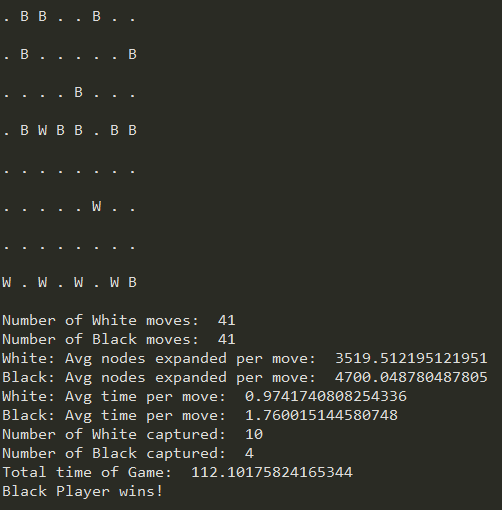 . B B . . B . .
. B . . . . . B
. . . . B . . .
. B W B B . B B
. . . . . . . .
. . . . . W . .
. . . . . . . .
W . W . W . W B
Number of White moves:  41
Number of Black moves:  41
White: Avg nodes expanded per move:  3519.512195121951
Black: Avg nodes expanded per move:  4700.048780487805
White: Avg time per move:  0.9741740808254336
Black: Avg time per move:  1.760015144580748
Number of White captured:  10
Number of Black captured:  4
Total time of Game:  112.10175824165344
Black Player wins!